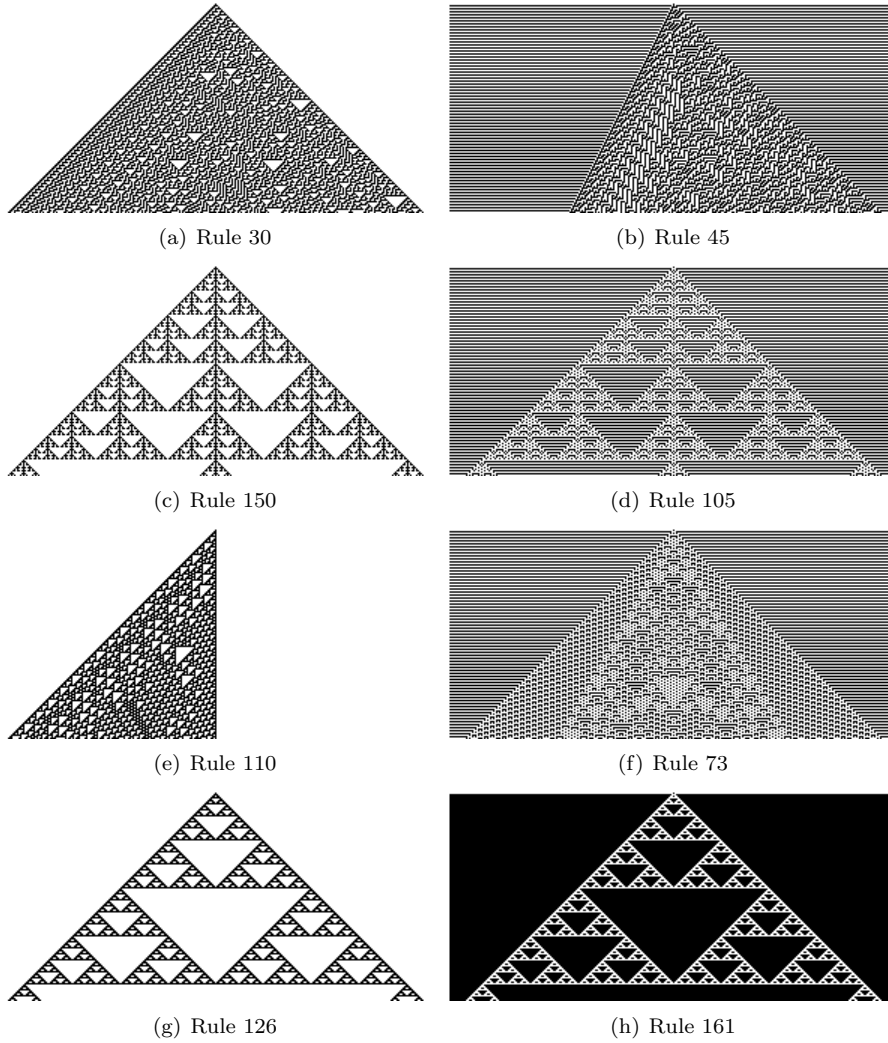 (a) Rule 30
(b) Rule 45
(c) Rule 150
(d) Rule 105
(e) Rule 110
(f) Rule 73
(g) Rule 126
(h) Rule 161